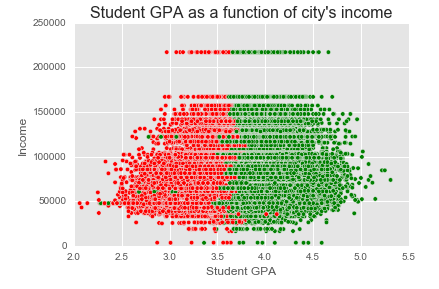 Student GPA as a function of city's income
250000
200000
150000
100000
50000
0
Income
2.0 2.5 3.0 3.5 4.0 4.5 5.0 5.5
Student GPA